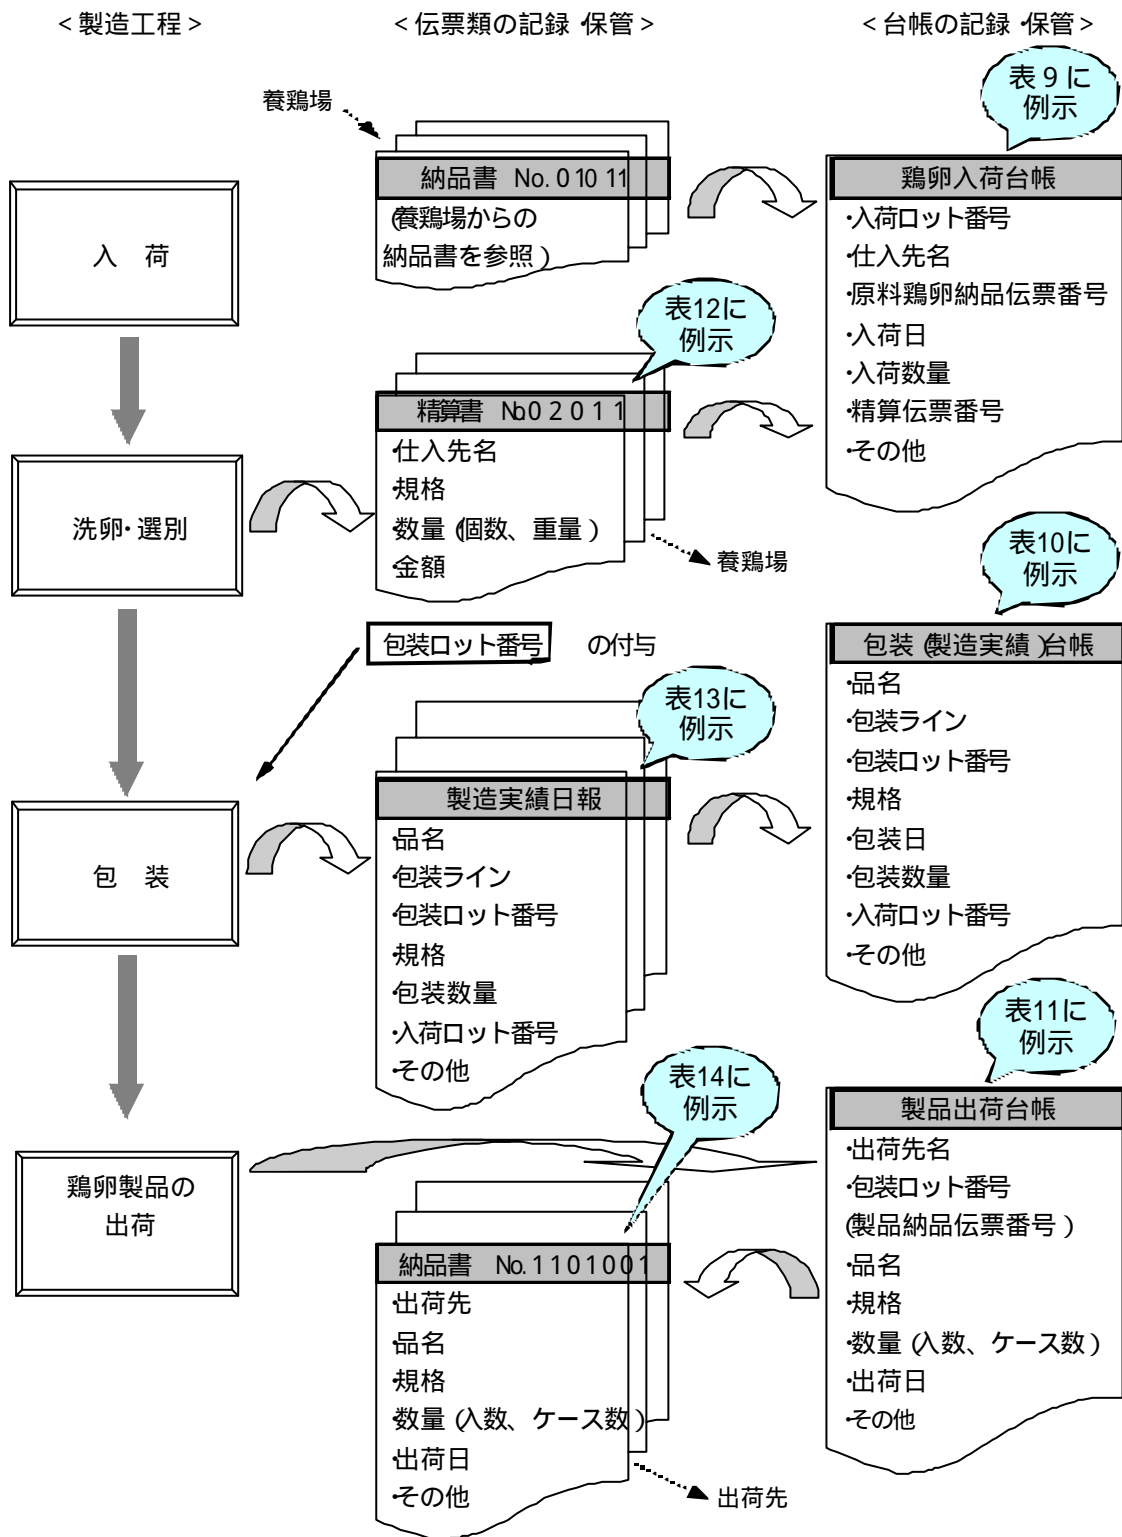 ＜製造工程＞
＜伝票類の記録・保管＞
＜台帳の記録・保管＞
表９に
例示
養鶏場
納品書 No.01011
(養鶏場からの
納品書を参照)
鶏卵入荷台帳
・入荷ロット番号
・仕入先名
・原料鶏卵納品伝票番号
・入荷日
・入荷数量
・精算伝票番号
・その他
入 荷
表12に
例示
精算書 No02011
・仕入先名
・規格
・数量(個数、重量)
・金額
養鶏場
洗卵・選別
表10に
例示
包装ロット番号 の付与
包装(製造実績)台帳
・品名
・包装ライン
・包装ロット番号
・規格
・包装日
・包装数量
・入荷ロット番号
・その他
表13に
例示
製造実績日報
・品名
・包装ライン
・包装ロット番号
・規格
・包装数量
・入荷ロット番号
・その他
包 装
表11に
例示
表14に
例示
製品出荷台帳
・出荷先名
・包装ロット番号
(製品納品伝票番号)
・品名
・規格
・数量(入数、ケース数)
・出荷日
・その他
鶏卵製品の
出荷
納品書 No.1101001
・出荷先
・品名
・規格
・数量(入数、ケース数)
・出荷日
・その他
出荷先